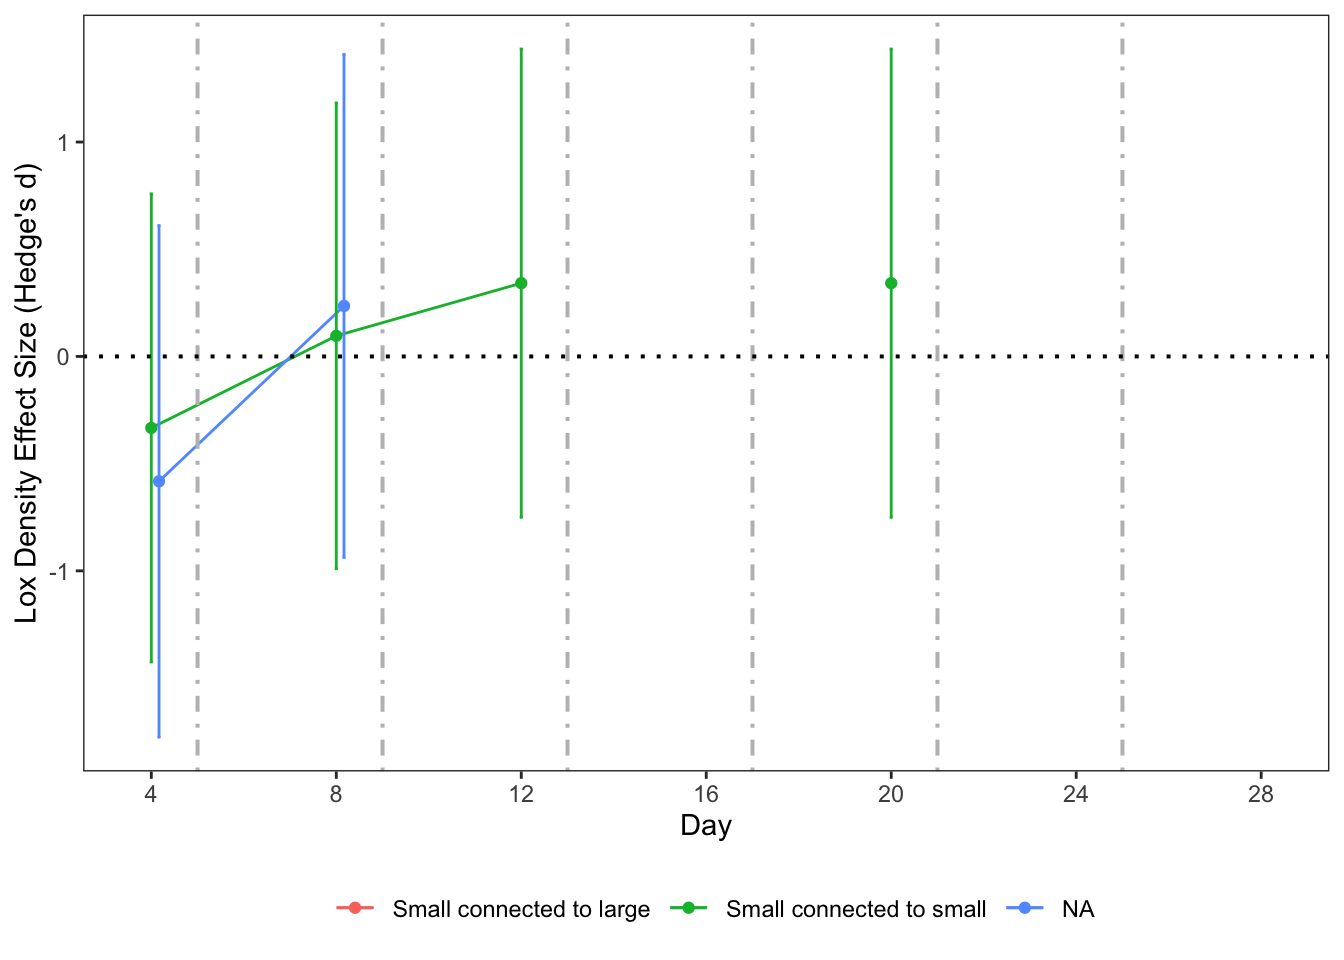 Lox Density Effect Size (Hedge's d)
1
0
-1
4 8 12 16 20 24 28
Day
Small connected to large Small connected to small NA